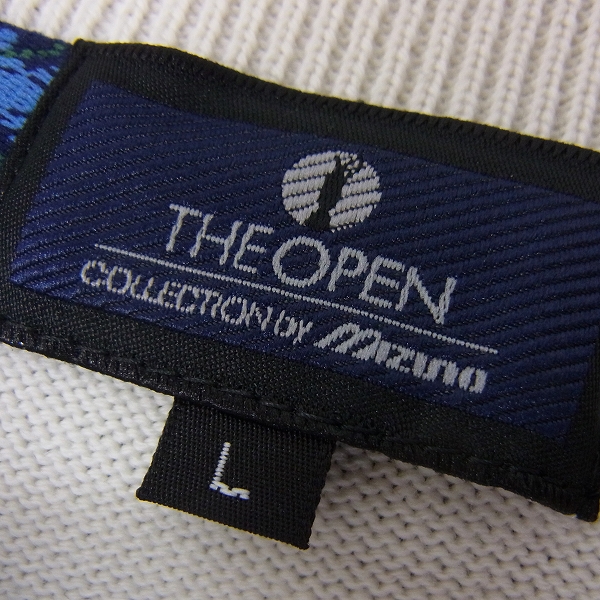 THE OPEN
COLLECTION by Mizuno
L